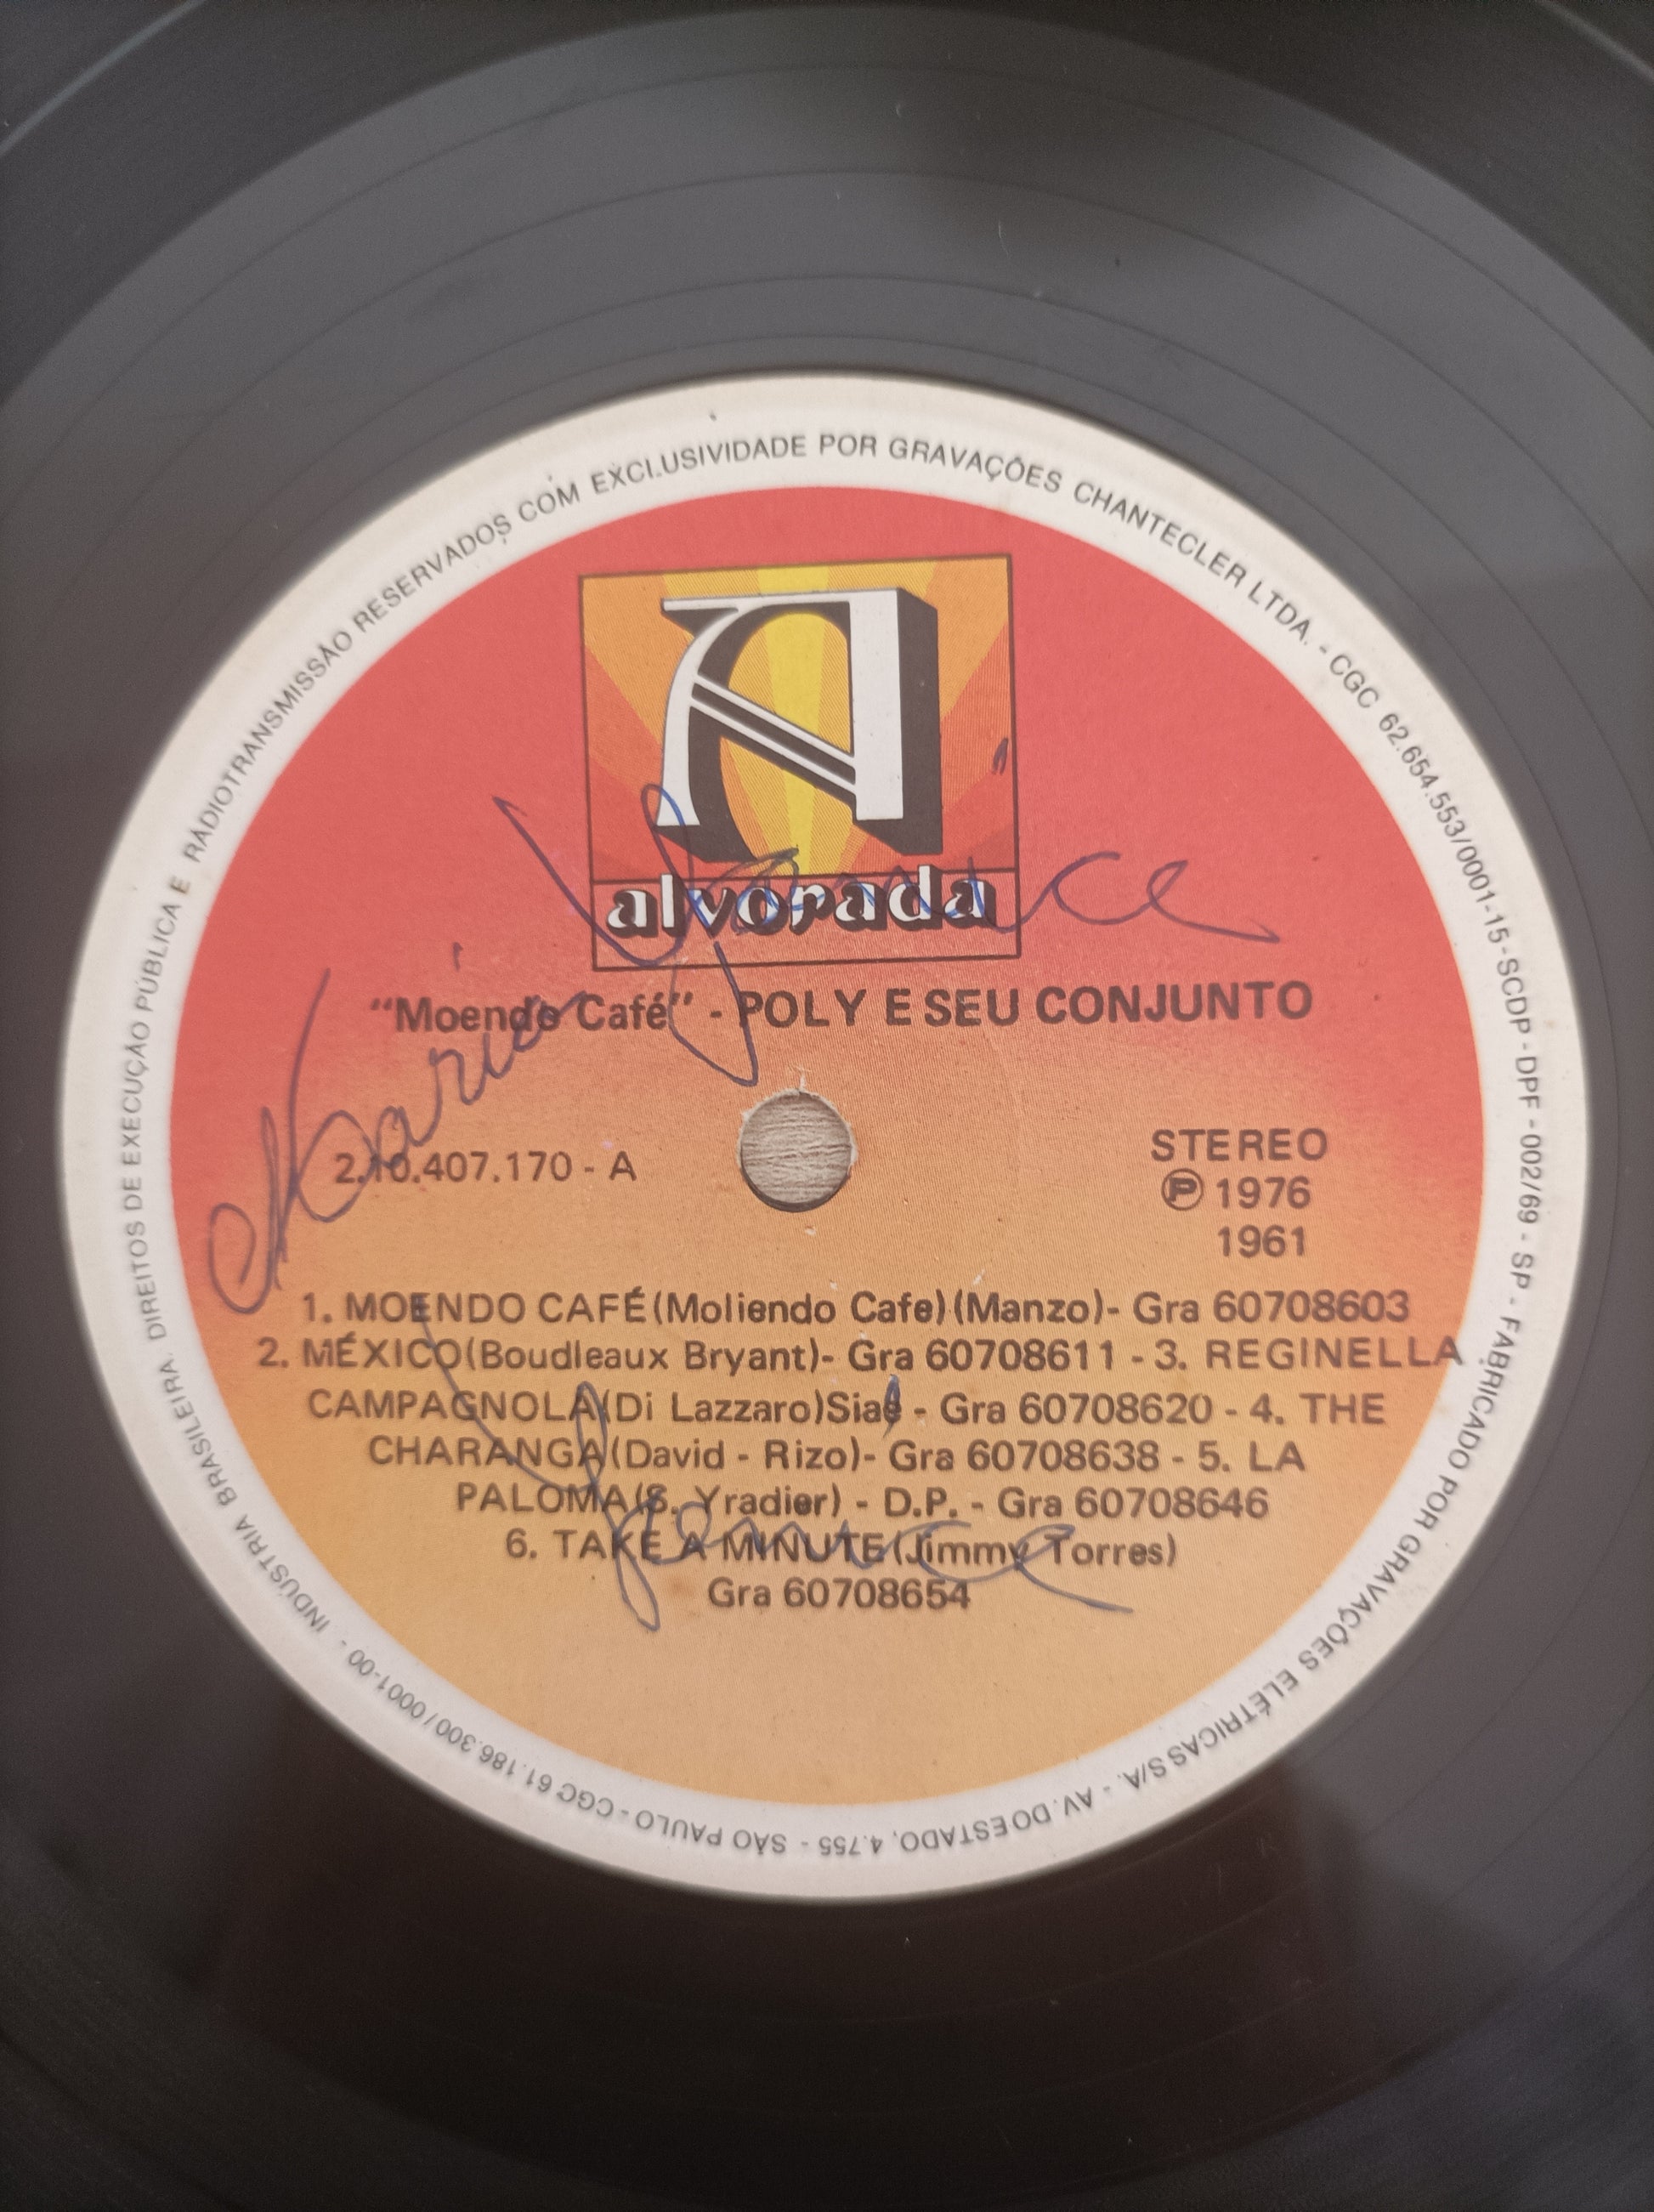 DIREITOS DE EXECUÇÃO PÚBLICA E RADIOTRANSMISSÃO RESERVADOS COM EXCLUSIVIDADE POR GRAVAÇÕES CHANTECLER LTDA. - CGC 62.654.553/0001-15 - SCDP - DPF - 002/69 - SP - FABRICADO POR GRAVAÇÕES ELÉTRICAS S/A. - AV. DO ESTADO, 4.755 - SÃO PAULO - CGC 61.186.300/0001-00 - INDÚSTRIA BRASILEIRA.
A
alvorada
"Moendo Café" - POLY E SEU CONJUNTO
Maria
2.10.407.170 - A
STEREO
Ⓟ 1976
1961
1. MOENDO CAFÉ (Moliendo Cafe) (Manzo)- Gra 60708603
2. MÉXICO(Boudleaux Bryant)- Gra 60708611 - 3. REGINELLA
CAMPAGNOLA(Di Lazzaro)Siae - Gra 60708620 - 4. THE
CHARANGA(David - Rizo)- Gra 60708638 - 5. LA
PALOMA(S. Yradier) - D.P. - Gra 60708646
6. TAKE A MINUTE(Jimmy Torres)
Gra 60708654